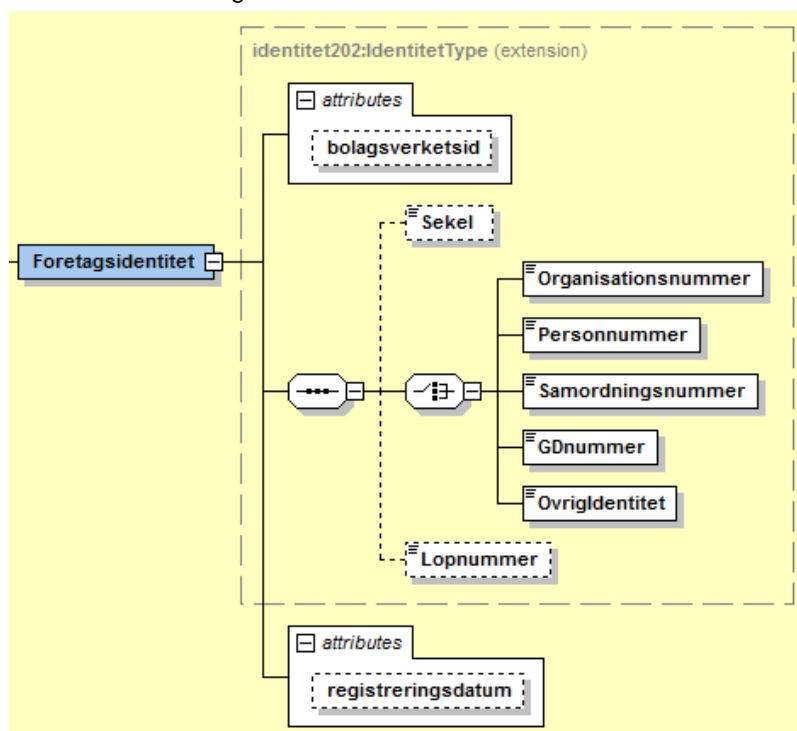 identitet202:IdentitetType (extension)
attributes
bolagsverketsid
Sekel
Foretagsidentitet
Organisationsnummer
Personnummer
Samordningsnummer
GDnummer
OvrigIdentitet
Lopnummer
attributes
registreringsdatum